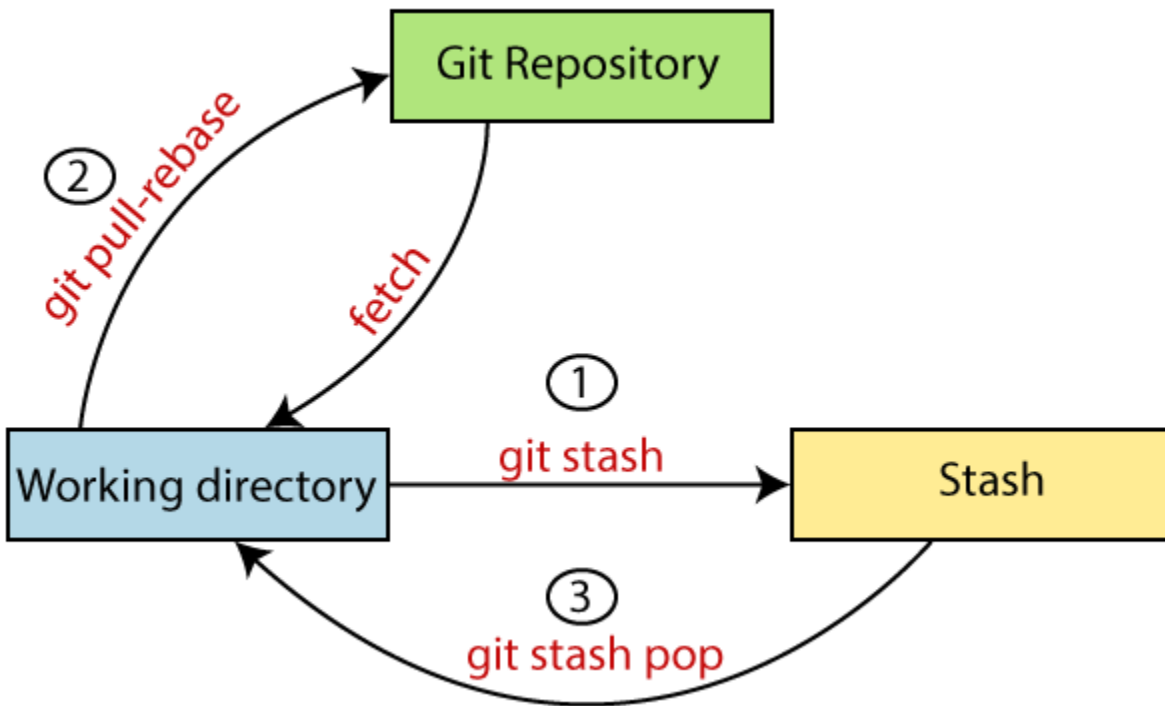 Git Repository
2
git pull-rebase
fetch
1
git stash
Working directory
Stash
3
git stash pop